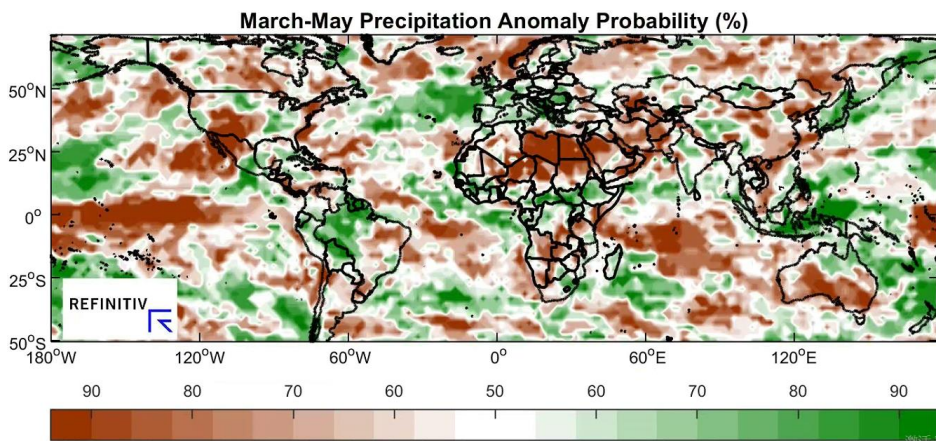 March-May Precipitation Anomaly Probability (%)
50°N
25°N
0°
25°S
50°S
REFINITIV
180°W 120°W 60°W 0° 60°E 120°E
90 80 70 60 50 60 70 80 90